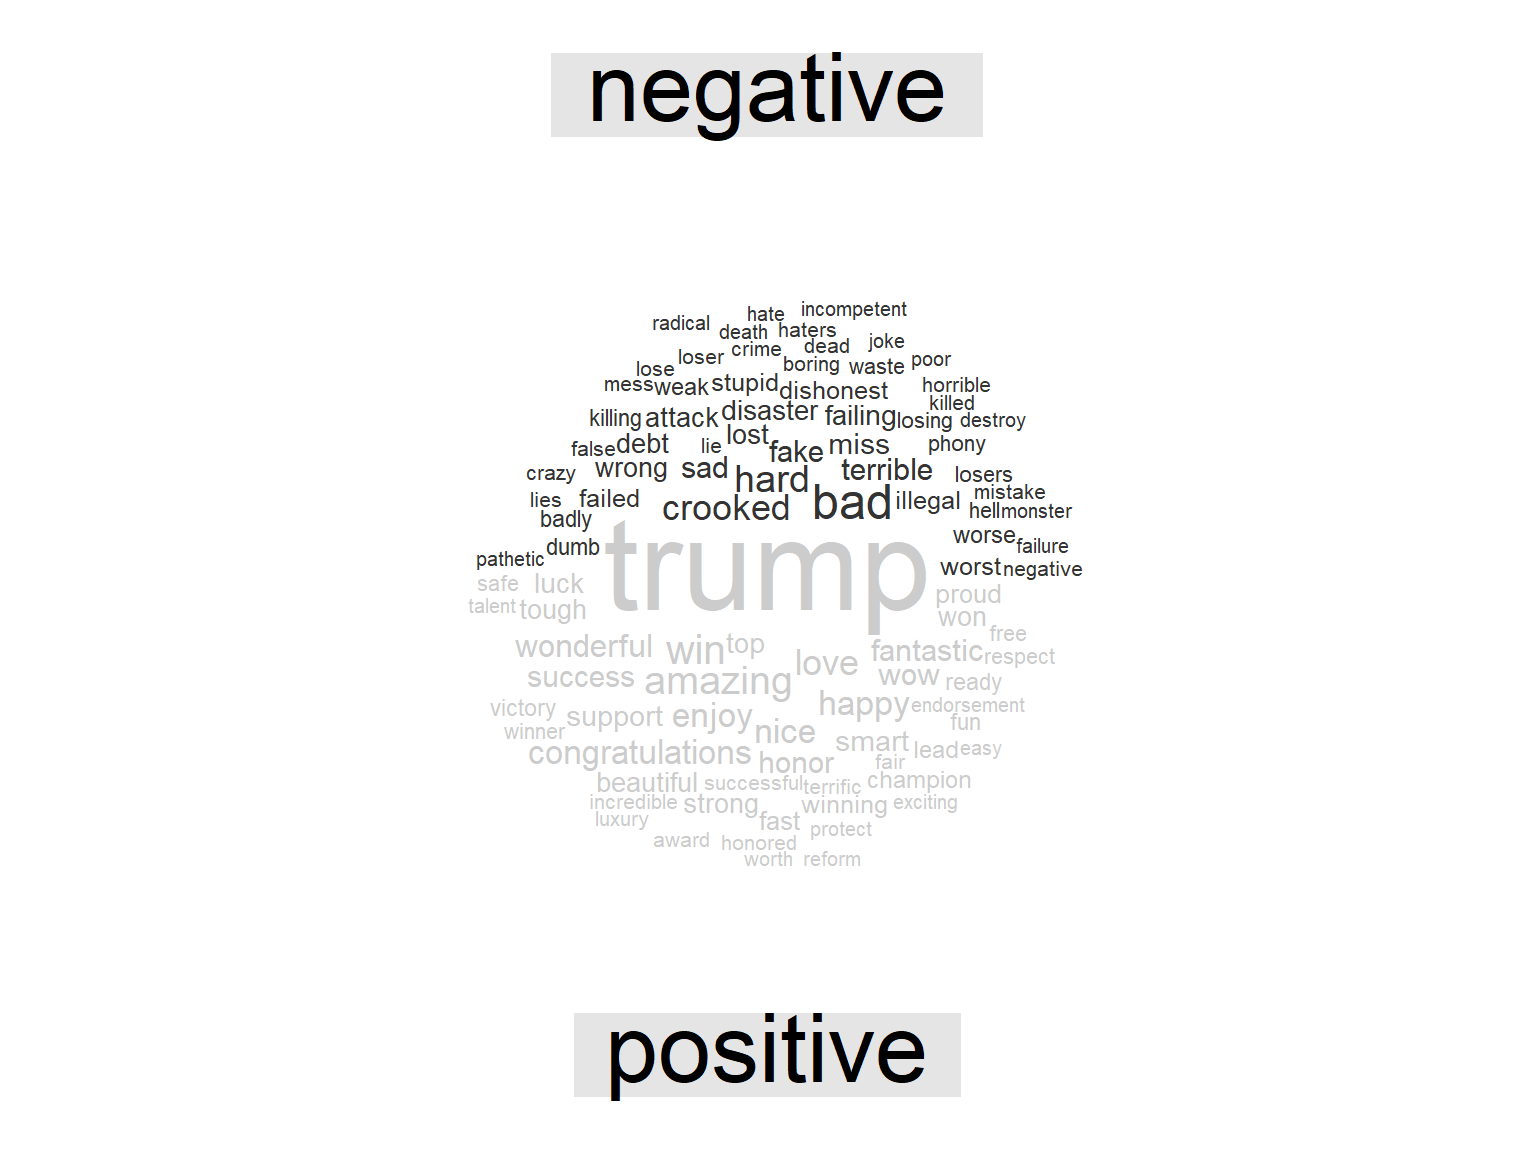 negative
hate incompetent
radical death haters
crime dead joke
lose loser boring waste poor
mess weak stupid dishonest horrible
killing attack disaster failing losing killed destroy
false debt lie lost fake miss phony
crazy wrong sad hard terrible losers
lies failed crooked bad illegal mistake
badly hell monster
pathetic dumb trump worse failure
worst negative
safe luck proud
talent tough won
free
wonderful win top love fantastic respect
success amazing wow ready
victory support enjoy happy endorsement
winner nice fun
congratulations honor smart lead easy
fair
beautiful successful terrific champion
incredible strong winning exciting
luxury fast protect
award honored
worth reform
positive